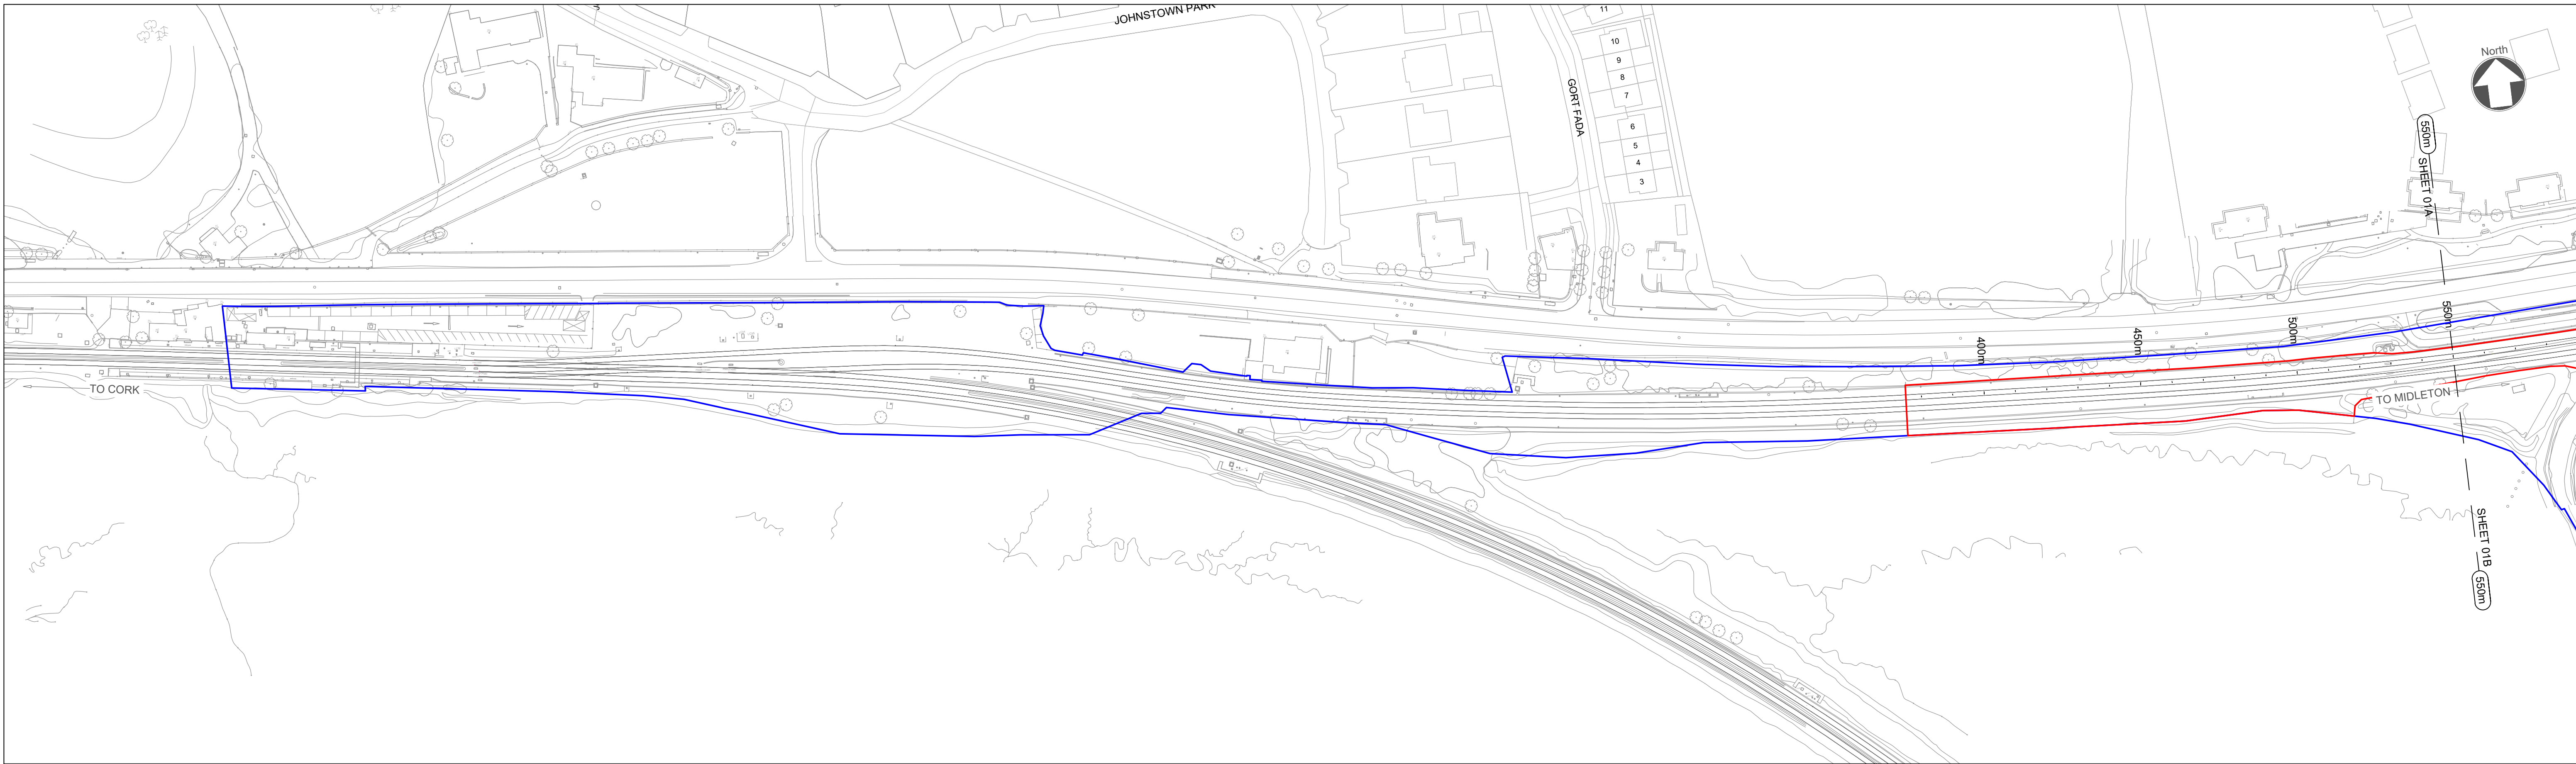 JOHNSTOWN PARK
11
10
9
8
7
6
5
4
3
GORT FADA
North
550m
SHEET 01A
400m
450m
500m
550m
TO CORK
TO MIDLETON
SHEET 01B
550m